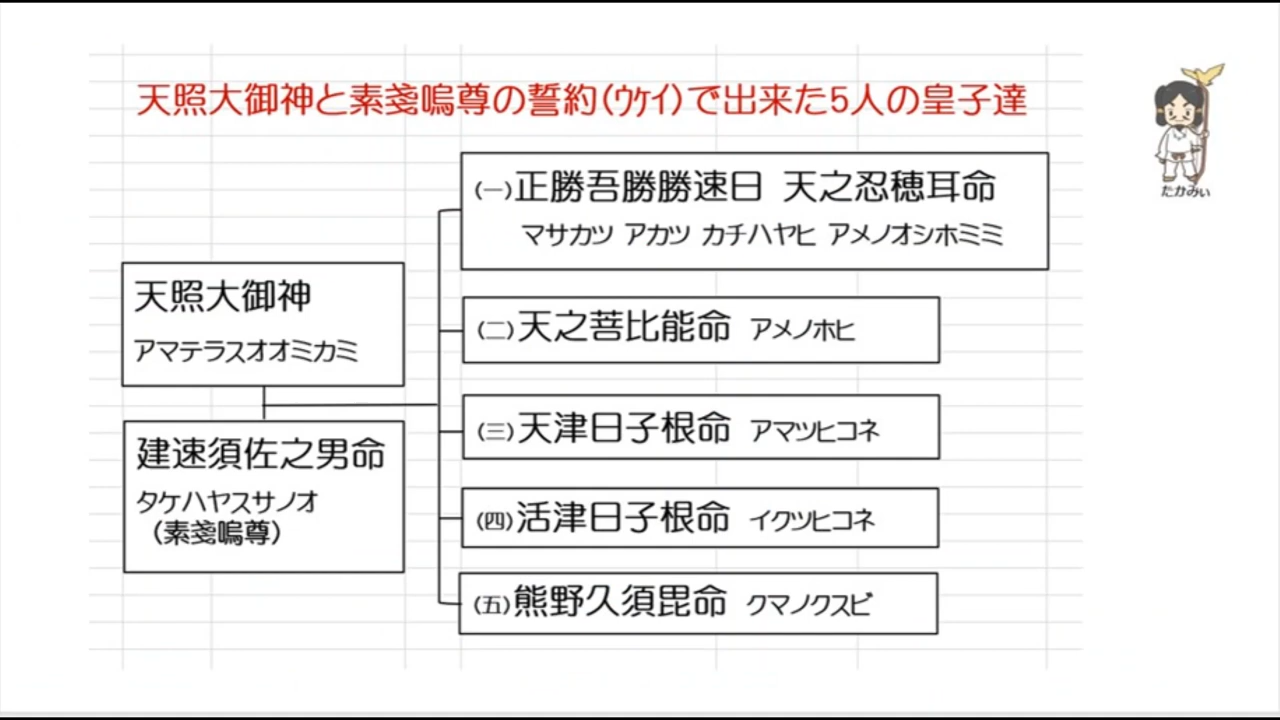 天照大御神と素戔嗚尊の誓約(ｳｹｲ)で出来た5人の皇子達
たかみぃ
(一)正勝吾勝勝速日 天之忍穂耳命
マサカツ アカツ カチハヤヒ アメノオシホミミ
天照大御神
アマテラスオオミカミ
(二)天之菩比能命 アメノホヒ
(三)天津日子根命 アマツヒコネ
建速須佐之男命
タケハヤスサノオ
(素戔嗚尊)
(四)活津日子根命 イクツヒコネ
(五)熊野久須毘命 クマノクスビ